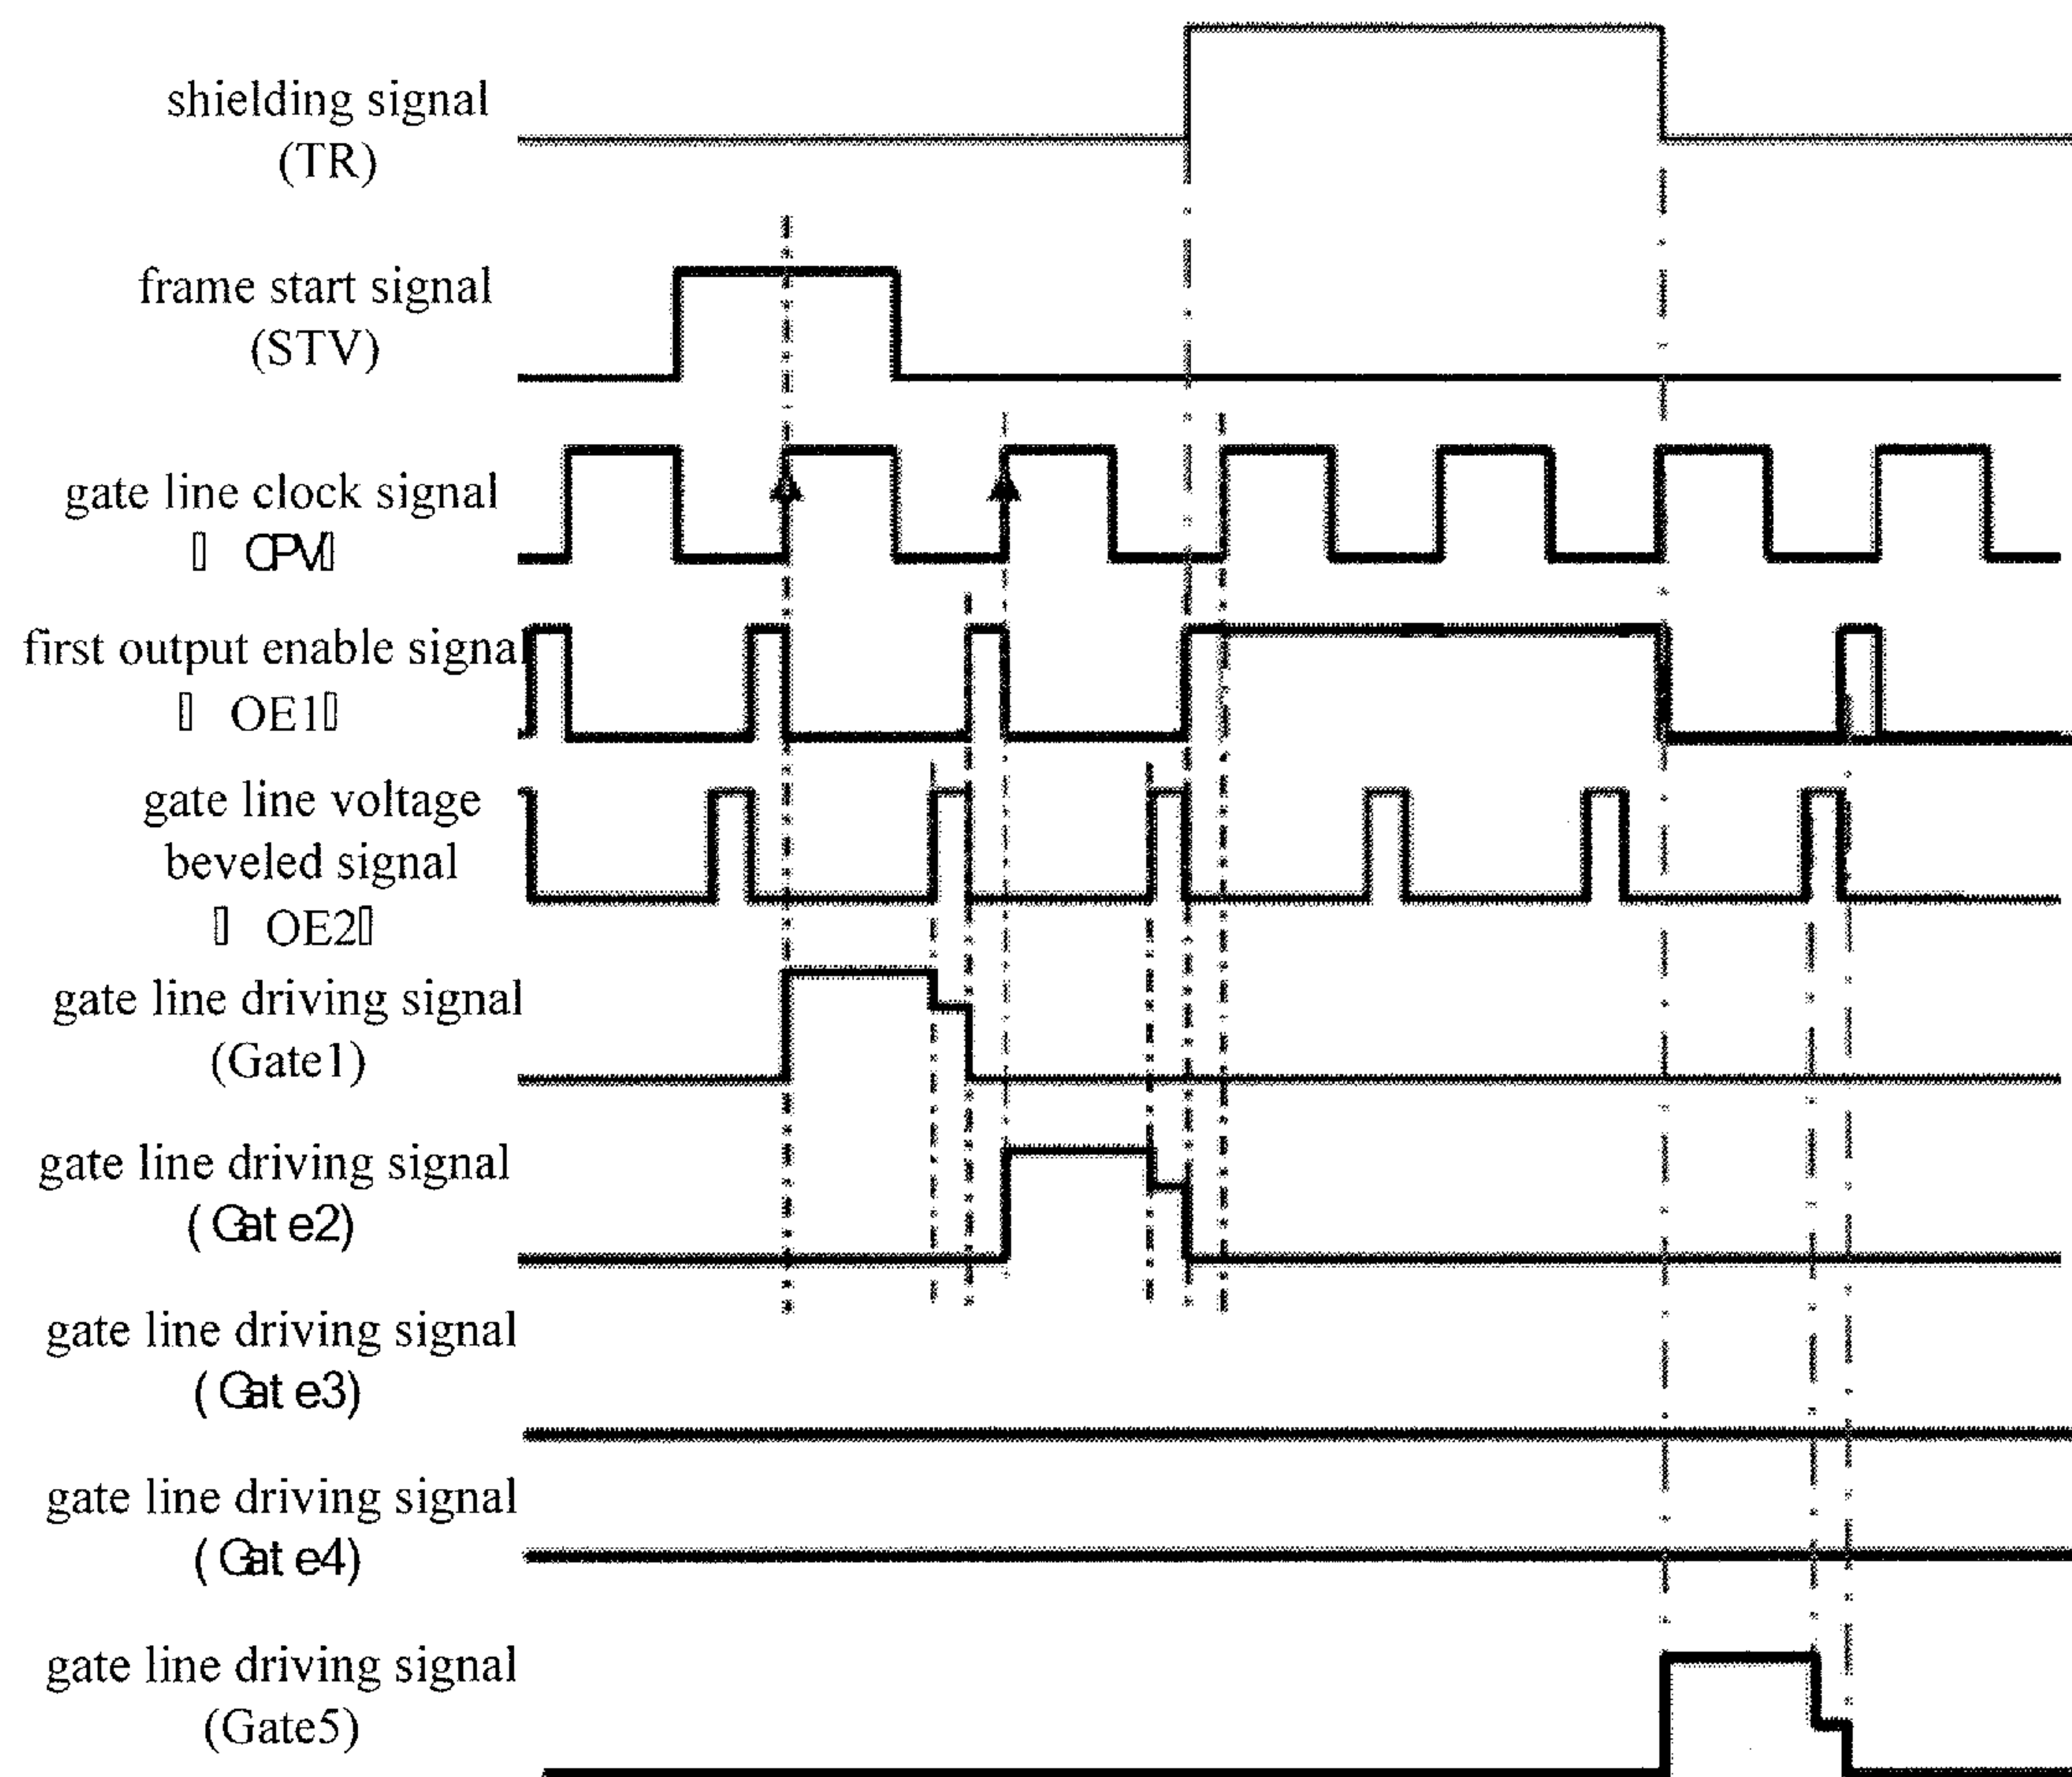 shielding signal
(TR)
frame start signal
(STV)
gate line clock signal
▯ CPV▯
first output enable signal
▯ OE1▯
gate line voltage
beveled signal
▯ OE2▯
gate line driving signal
(Gate1)
gate line driving signal
(Gate2)
gate line driving signal
(Gate3)
gate line driving signal
(Gate4)
gate line driving signal
(Gate5)